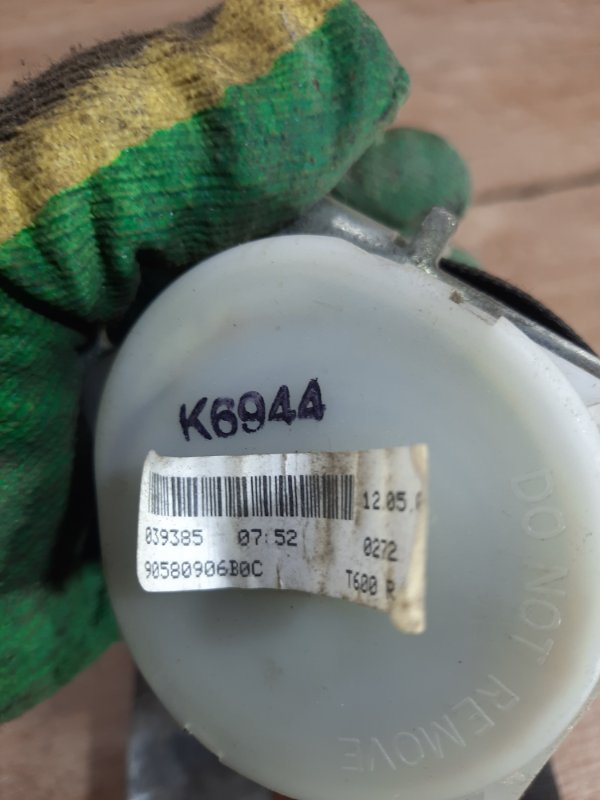 K6944
12.05.
039385 07:52 0272
90580906B0C T600 R
DO NOT REMOVE